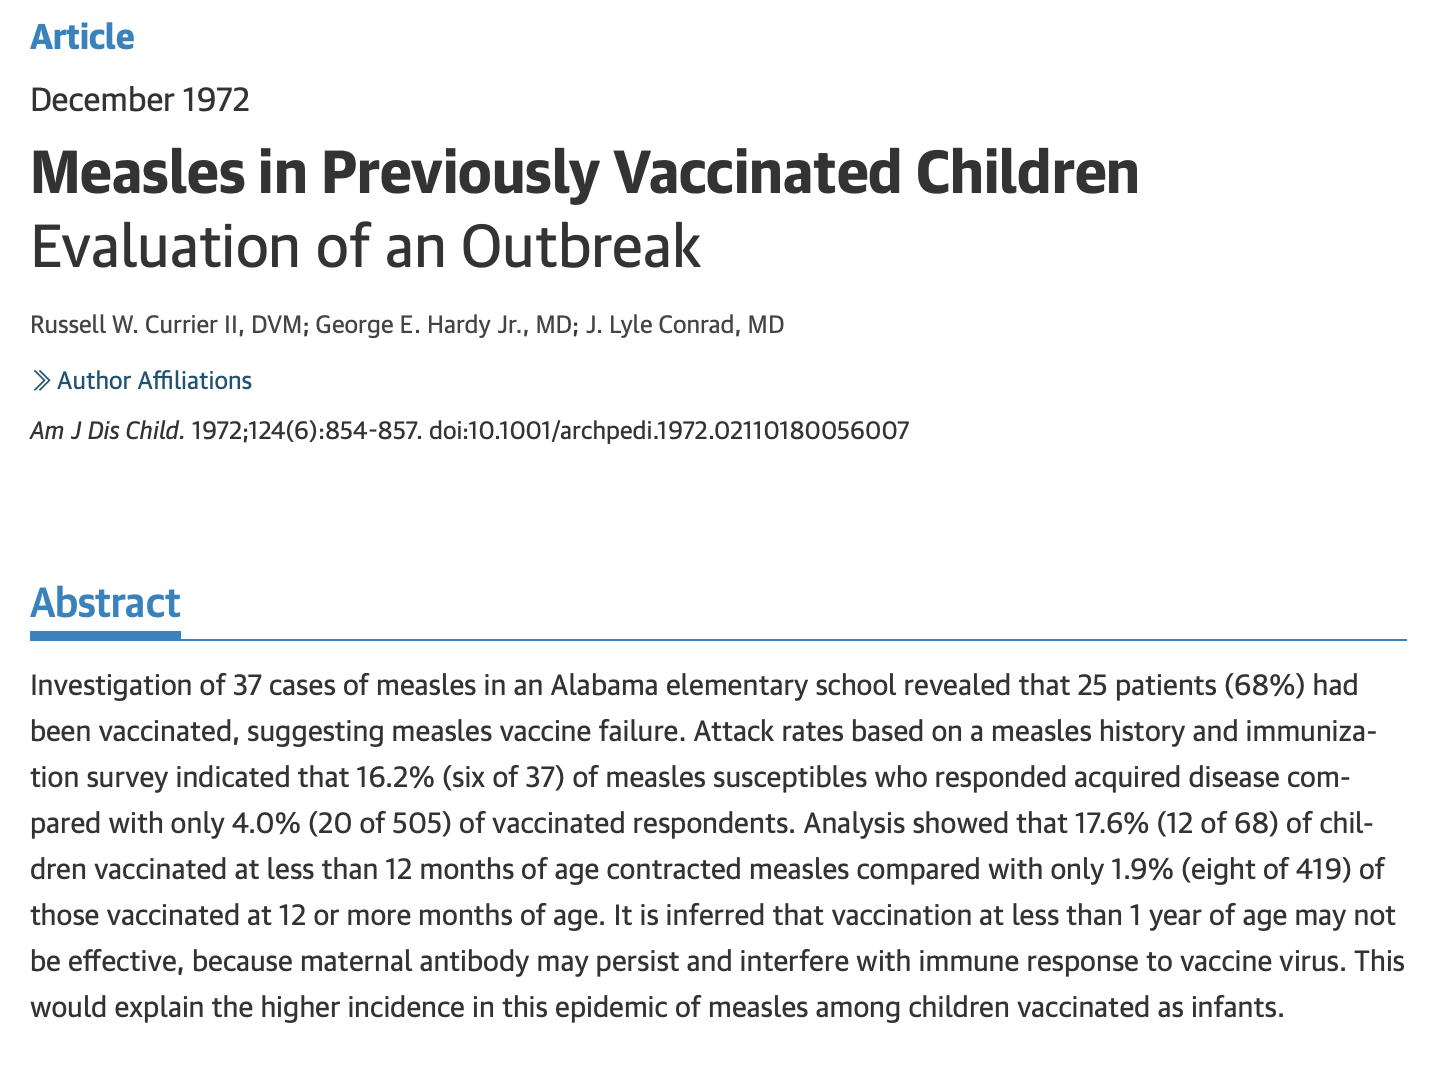 Article
December 1972
Measles in Previously Vaccinated Children
Evaluation of an Outbreak
Russell W. Currier II, DVM; George E. Hardy Jr., MD; J. Lyle Conrad, MD
Author Affiliations
Am J Dis Child. 1972;124(6):854-857. doi:10.1001/archpedi.1972.02110180056007
Abstract
Investigation of 37 cases of measles in an Alabama elementary school revealed that 25 patients (68%) had
been vaccinated, suggesting measles vaccine failure. Attack rates based on a measles history and immuniza-
tion survey indicated that 16.2% (six of 37) of measles susceptibles who responded acquired disease com-
pared with only 4.0% (20 of 505) of vaccinated respondents. Analysis showed that 17.6% (12 of 68) of chil-
dren vaccinated at less than 12 months of age contracted measles compared with only 1.9% (eight of 419) of
those vaccinated at 12 or more months of age. It is inferred that vaccination at less than 1 year of age may not
be effective, because maternal antibody may persist and interfere with immune response to vaccine virus. This
would explain the higher incidence in this epidemic of measles among children vaccinated as infants.